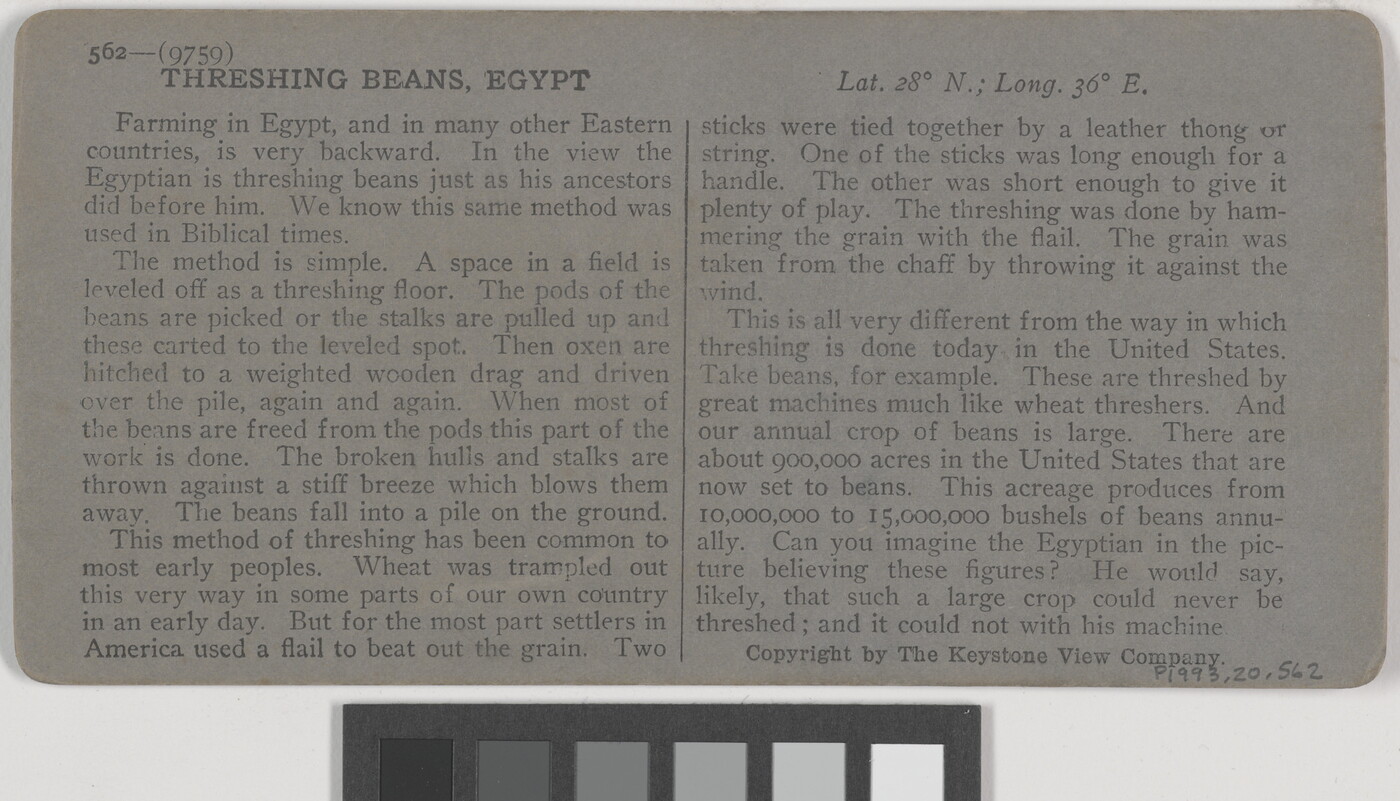 562—(9759)
THRESHING BEANS, EGYPT
Lat. 28° N.; Long. 36° E.
Farming in Egypt, and in many other Eastern
countries, is very backward. In the view the
Egyptian is threshing beans just as his ancestors
did before him. We know this same method was
used in Biblical times.
The method is simple. A space in a field is
leveled off as a threshing floor. The pods of the
beans are picked or the stalks are pulled up and
these carted to the leveled spot. Then oxen are
hitched to a weighted wooden drag and driven
over the pile, again and again. When most of
the beans are freed from the pods this part of the
work is done. The broken hulls and stalks are
thrown against a stiff breeze which blows them
away. The beans fall into a pile on the ground.
This method of threshing has been common to
most early peoples. Wheat was trampled out
this very way in some parts of our own country
in an early day. But for the most part settlers in
America used a flail to beat out the grain. Two
sticks were tied together by a leather thong or
string. One of the sticks was long enough for a
handle. The other was short enough to give it
plenty of play. The threshing was done by ham-
mering the grain with the flail. The grain was
taken from the chaff by throwing it against the
wind.
This is all very different from the way in which
threshing is done today in the United States.
Take beans, for example. These are threshed by
great machines much like wheat threshers. And
our annual crop of beans is large. There are
about 900,000 acres in the United States that are
now set to beans. This acreage produces from
10,000,000 to 15,000,000 bushels of beans annu-
ally. Can you imagine the Egyptian in the pic-
ture believing these figures? He would say,
likely, that such a large crop could never be
threshed; and it could not with his machine
Copyright by The Keystone View Company.
P1993.20.562